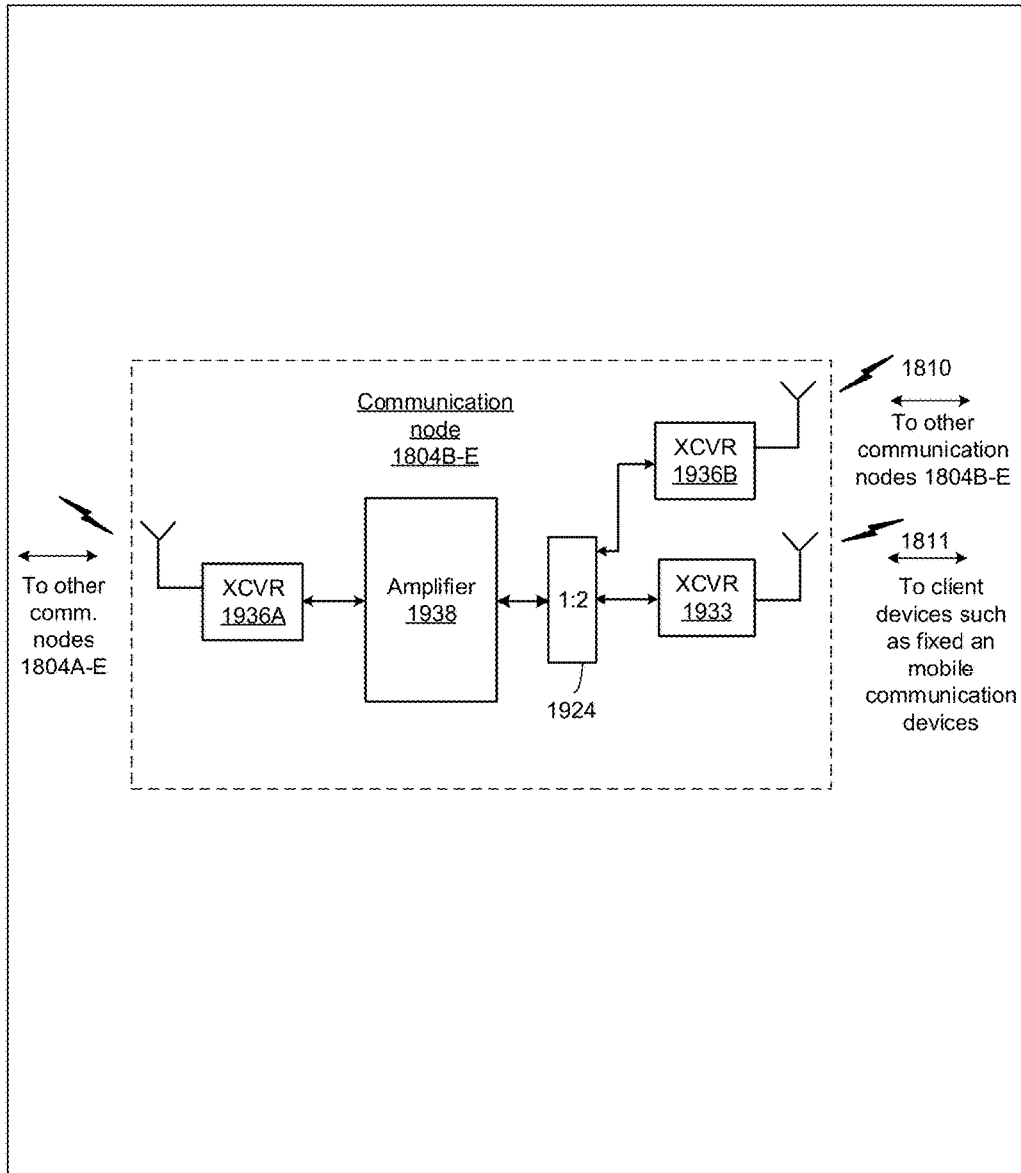 Communication
node
1804B-E
XCVR
1936A
Amplifier
1938
1:2
1924
XCVR
1936B
XCVR
1933
To other
comm.
nodes
1804A-E
1810
To other
communication
nodes 1804B-E
1811
To client
devices such
as fixed an
mobile
communication
devices